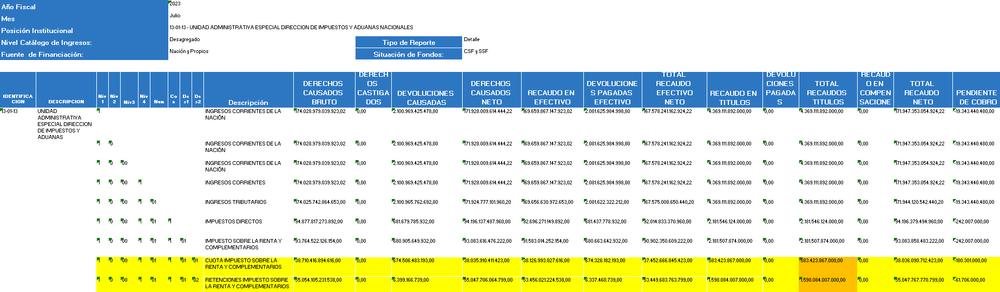 Año Fiscal 2023
Mes Julio
Posición Institucional 13-01-13 - UNIDAD ADMINISTRATIVA ESPECIAL DIRECCION DE IMPUESTOS Y ADUANAS NACIONALES
Nivel Catálogo de Ingresos: Desagregado Tipo de Reporte Detalle
Fuente de Financiación: Nación y Propios Situación de Fondos: CSF y SSF
IDENTIFICA
CION
DESCRIPCION
Niv
1
Niv
2
Niv3
Niv
4
Num
Co
n
De
s1
De
s2
Descripción
DERECHOS
CAUSADOS
BRUTO
DERECH
OS
CASTIGA
DOS
DEVOLUCIONES
CAUSADAS
DERECHOS
CAUSADOS
NETO
RECAUDO EN
EFECTIVO
DEVOLUCIONE
S PAGADAS
EFECTIVO
TOTAL
RECAUDO
EFECTIVO
NETO
RECAUDO EN
TITULOS
DEVOLU
CIONES
PAGADA
S
TOTAL
RECAUDOS
TITULOS
RECAUD
O EN
COMPEN
SACIONE
TOTAL
RECAUDO
NETO
PENDIENTE
DE COBRO
13-01-13
UNIDAD
ADMINISTRATIVA
ESPECIAL DIRECCION
DE IMPUESTOS Y
ADUANAS
1 INGRESOS CORRIENTES DE LA
NACIÓN
174.028.979.039.923,02 0,00 2.100.969.425.478,80 171.928.009.614.444,22 169.659.867.147.923,02 2.081.625.984.998,80 167.578.241.162.924,22 4.369.111.892.000,00 0,00 4.369.111.892.000,00 0,00 171.947.353.054.924,22 -19.343.440.480,00
1 0 INGRESOS CORRIENTES DE LA
NACIÓN
174.028.979.039.923,02 0,00 2.100.969.425.478,80 171.928.009.614.444,22 169.659.867.147.923,02 2.081.625.984.998,80 167.578.241.162.924,22 4.369.111.892.000,00 0,00 4.369.111.892.000,00 0,00 171.947.353.054.924,22 -19.343.440.480,00
1 0 00 INGRESOS CORRIENTES DE LA
NACIÓN
174.028.979.039.923,02 0,00 2.100.969.425.478,80 171.928.009.614.444,22 169.659.867.147.923,02 2.081.625.984.998,80 167.578.241.162.924,22 4.369.111.892.000,00 0,00 4.369.111.892.000,00 0,00 171.947.353.054.924,22 -19.343.440.480,00
1 0 00 1 INGRESOS CORRIENTES 174.028.979.039.923,02 0,00 2.100.969.425.478,80 171.928.009.614.444,22 169.659.867.147.923,02 2.081.625.984.998,80 167.578.241.162.924,22 4.369.111.892.000,00 0,00 4.369.111.892.000,00 0,00 171.947.353.054.924,22 -19.343.440.480,00
1 0 00 1 01 INGRESOS TRIBUTARIOS 174.025.742.864.653,00 0,00 2.100.965.762.692,80 171.924.777.101.960,20 169.656.630.972.653,00 2.081.622.322.212,80 167.575.008.650.440,20 4.369.111.892.000,00 0,00 4.369.111.892.000,00 0,00 171.944.120.542.440,20 -19.343.440.480,00
1 0 00 1 01 1 IMPUESTOS DIRECTOS 94.877.817.273.892,00 0,00 681.679.785.932,00 94.196.137.487.960,00 92.696.271.149.892,00 681.437.778.932,00 92.014.833.370.960,00 2.181.546.124.000,00 0,00 2.181.546.124.000,00 0,00 94.196.379.494.960,00 -242.007.000,00
1 0 00 1 01 1 01 IMPUESTO SOBRE LA RENTA Y
COMPLEMENTARIOS
93.764.522.126.154,00 0,00 680.905.649.932,00 93.083.616.476.222,00 91.583.014.252.154,00 680.663.642.932,00 90.902.350.609.222,00 2.181.507.874.000,00 0,00 2.181.507.874.000,00 0,00 93.083.858.483.222,00 -242.007.000,00
1 0 00 1 01 1 01 01 CUOTA IMPUESTO SOBRE LA
RENTA Y COMPLEMENTARIOS
38.710.416.894.616,00 0,00 674.506.483.193,00 38.035.910.411.423,00 38.126.993.027.616,00 674.326.182.193,00 37.452.666.845.423,00 583.423.867.000,00 0,00 583.423.867.000,00 0,00 38.036.090.712.423,00 -180.301.000,00
1 0 00 1 01 1 01 02 RETENCIONES IMPUESTO SOBRE
LA RENTA Y COMPLEMENTARIOS
55.054.105.231.538,00 0,00 6.399.166.739,00 55.047.706.064.799,00 53.456.021.224.538,00 6.337.460.739,00 53.449.683.763.799,00 1.598.084.007.000,00 0,00 1.598.084.007.000,00 0,00 55.047.767.770.799,00 -61.706.000,00